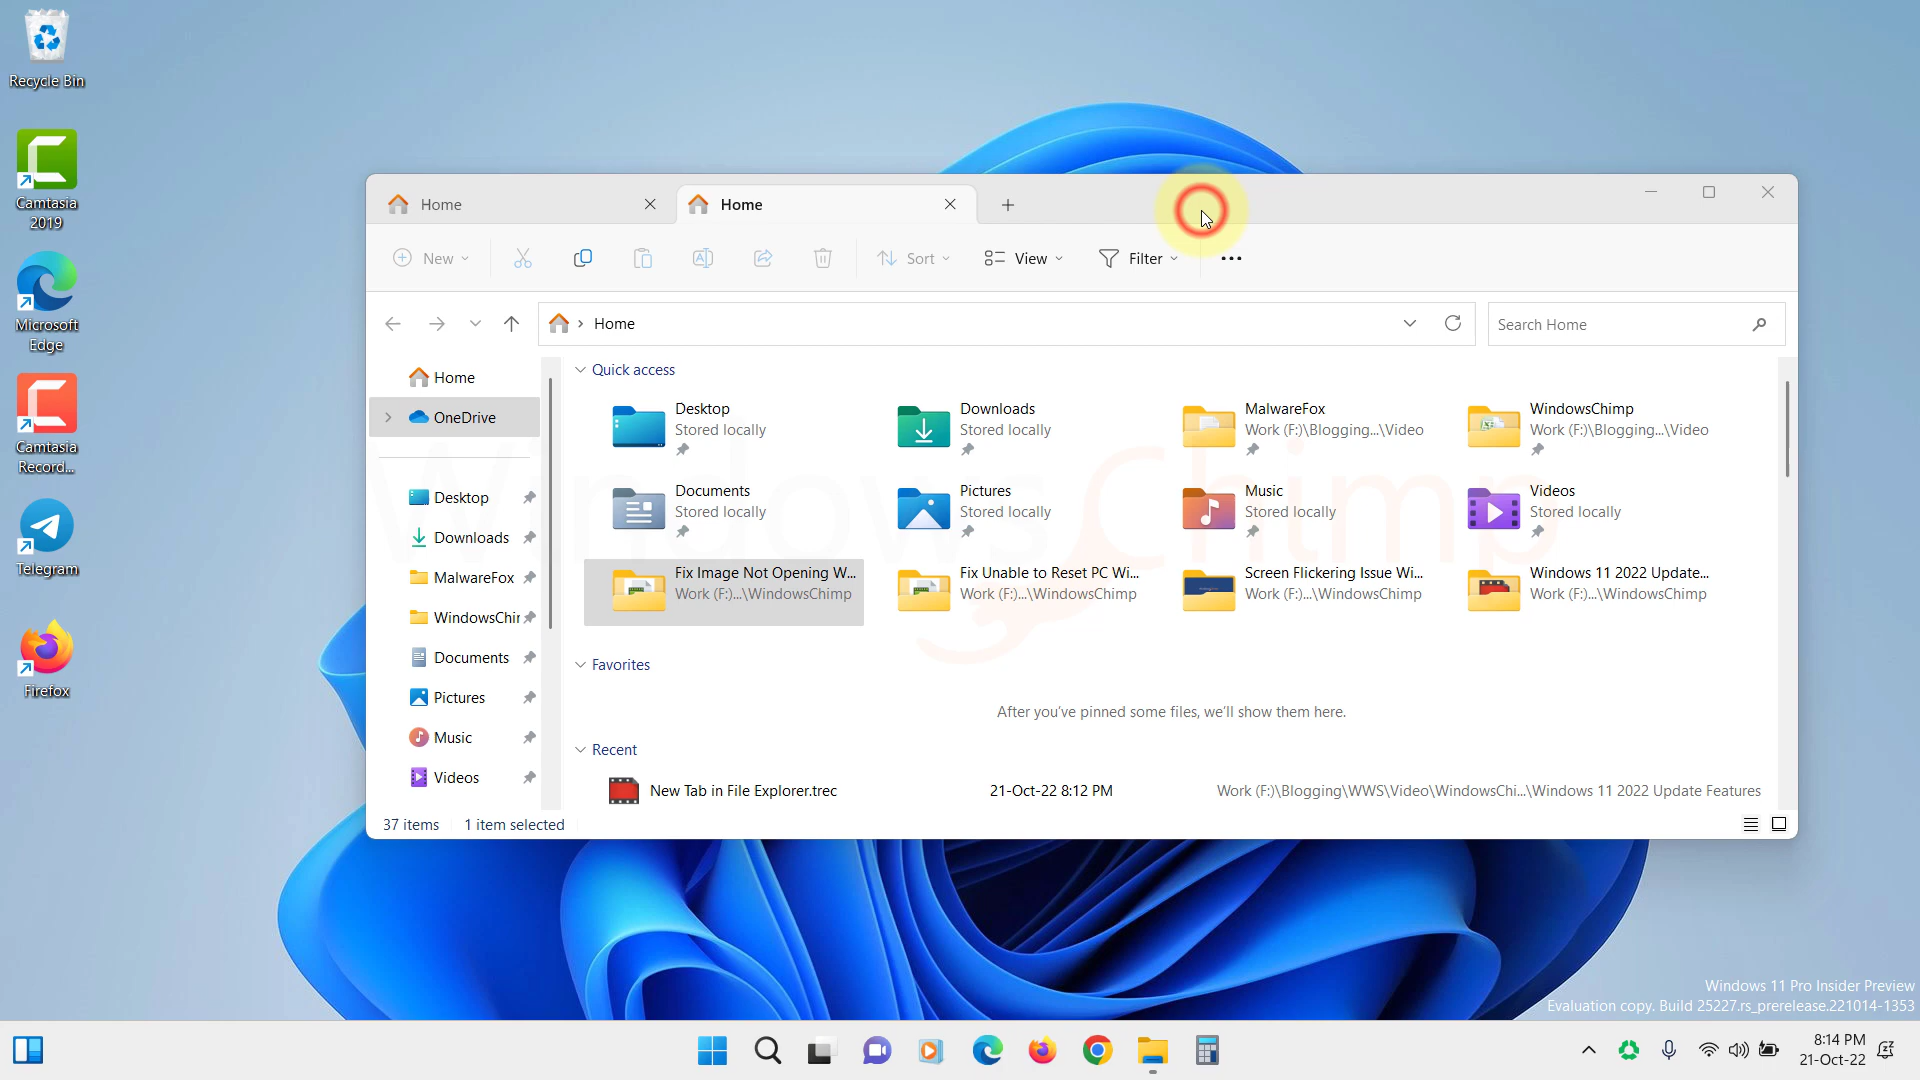 Recycle Bin
Camtasia
2019
Microsoft
Edge
Camtasia
Record...
Telegram
Firefox
Home
Home
New
Sort
View
Filter
Home
Search Home
Home
OneDrive
Desktop
Downloads
MalwareFox
WindowsChir
Documents
Pictures
Music
Videos
Quick access
Desktop
Stored locally
Downloads
Stored locally
MalwareFox
Work (F:)\Blogging...\Video
WindowsChimp
Work (F:)\Blogging...\Video
Documents
Stored locally
Pictures
Stored locally
Music
Stored locally
Videos
Stored locally
Fix Image Not Opening W...
Work (F:)...\WindowsChimp
Fix Unable to Reset PC Wi...
Work (F:)...\WindowsChimp
Screen Flickering Issue Wi...
Work (F:)...\WindowsChimp
Windows 11 2022 Update...
Work (F:)...\WindowsChimp
Windows Chimp
Favorites
After you've pinned some files, we'll show them here.
Recent
New Tab in File Explorer.trec 21-Oct-22 8:12 PM Work (F:)\Blogging\WWS\Video\WindowsChi...\Windows 11 2022 Update Features
37 items 1 item selected
Windows 11 Pro Insider Preview
Evaluation copy. Build 25227.rs_prerelease.221014-1353
8:14 PM
21-Oct-22